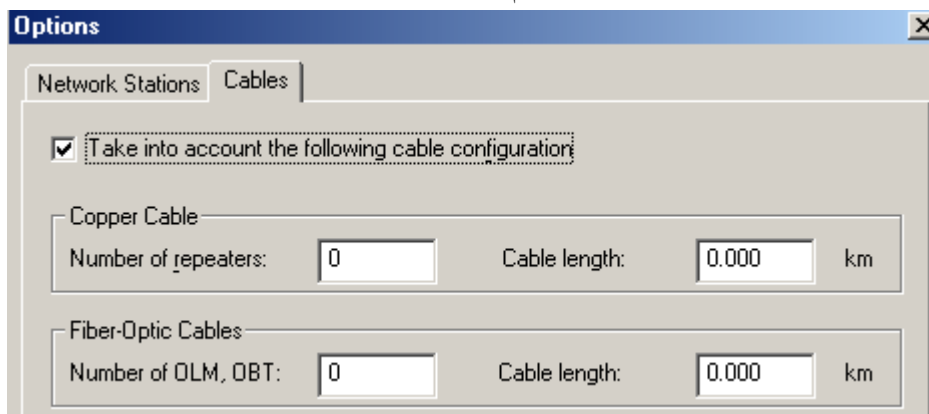 Options
Network Stations Cables
Take into account the following cable configuration
Copper Cable
Number of repeaters: 0 Cable length: 0.000 km
Fiber-Optic Cables
Number of OLM, OBT: 0 Cable length: 0.000 km